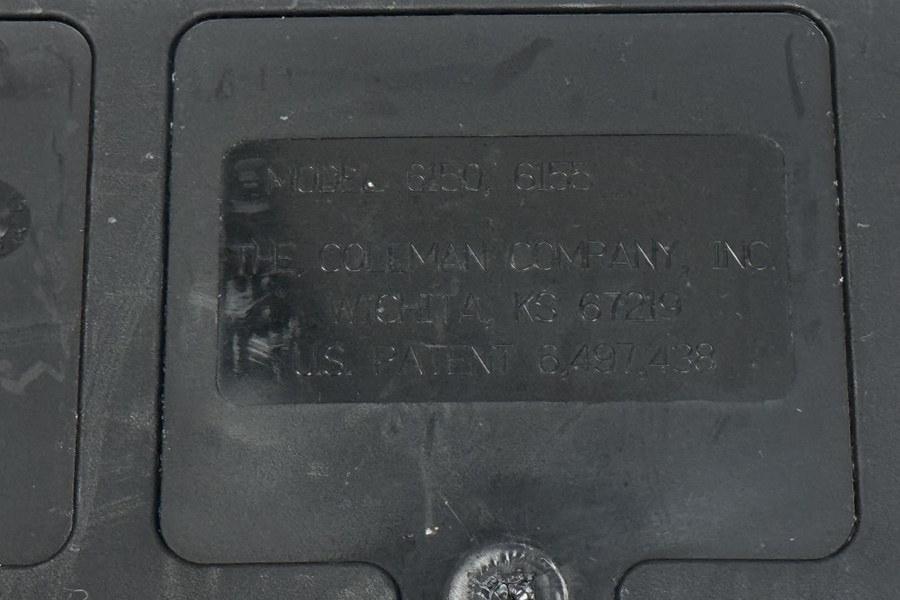 MODEL 6150, 6155
THE COLEMAN COMPANY, INC.
WICHITA, KS 67219
U.S. PATENT 6,497,438